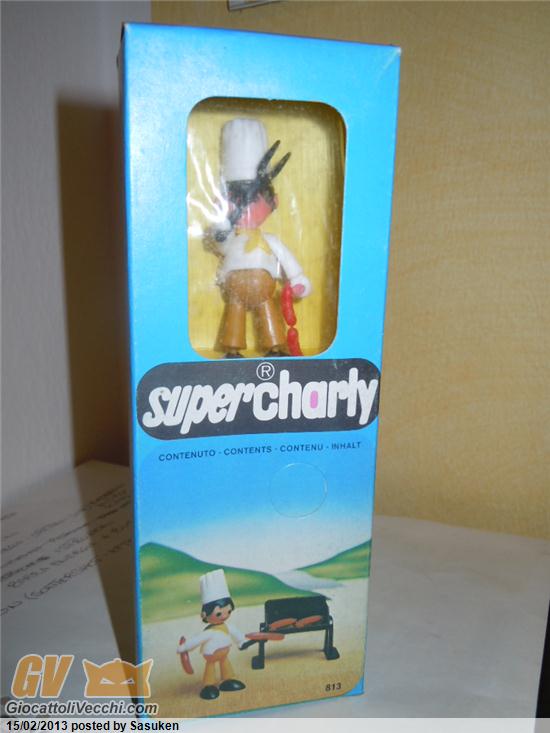 ®
supercharly
CONTENUTO - CONTENTS - CONTENU - INHALT
813
GV
GiocattoliVecchi.com
15/02/2013 posted by Sasuken